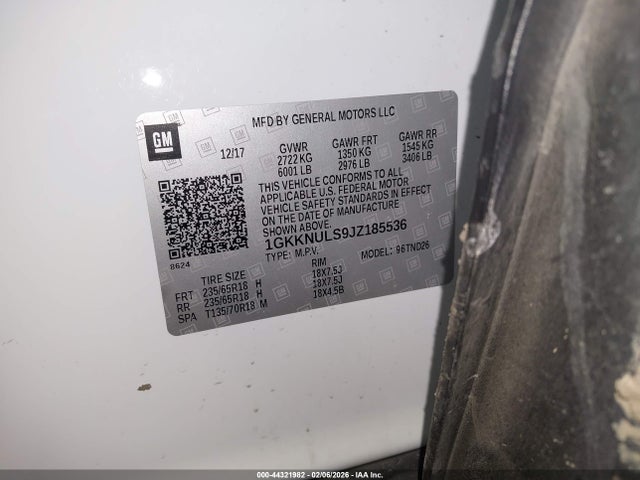 MFD BY GENERAL MOTORS LLC
GM
12/17
GVWR GAWR FRT GAWR RR
2722 KG 1350 KG 1545 KG
6001 LB 2976 LB 3406 LB
THIS VEHICLE CONFORMS TO ALL
APPLICABLE U.S. FEDERAL MOTOR
VEHICLE SAFETY STANDARDS IN EFFECT
ON THE DATE OF MANUFACTURE
SHOWN ABOVE.
1GKKNULS9JZ185536
TYPE: M.P.V. MODEL: 96TND26
8624
TIRE SIZE RIM
FRT 235/65R18 H 18X7.5J
RR 235/65R18 H 18X7.5J
SPA T135/70R18 M 18X4.5B
000-44321982 | 02/06/2026 | IAA Inc.